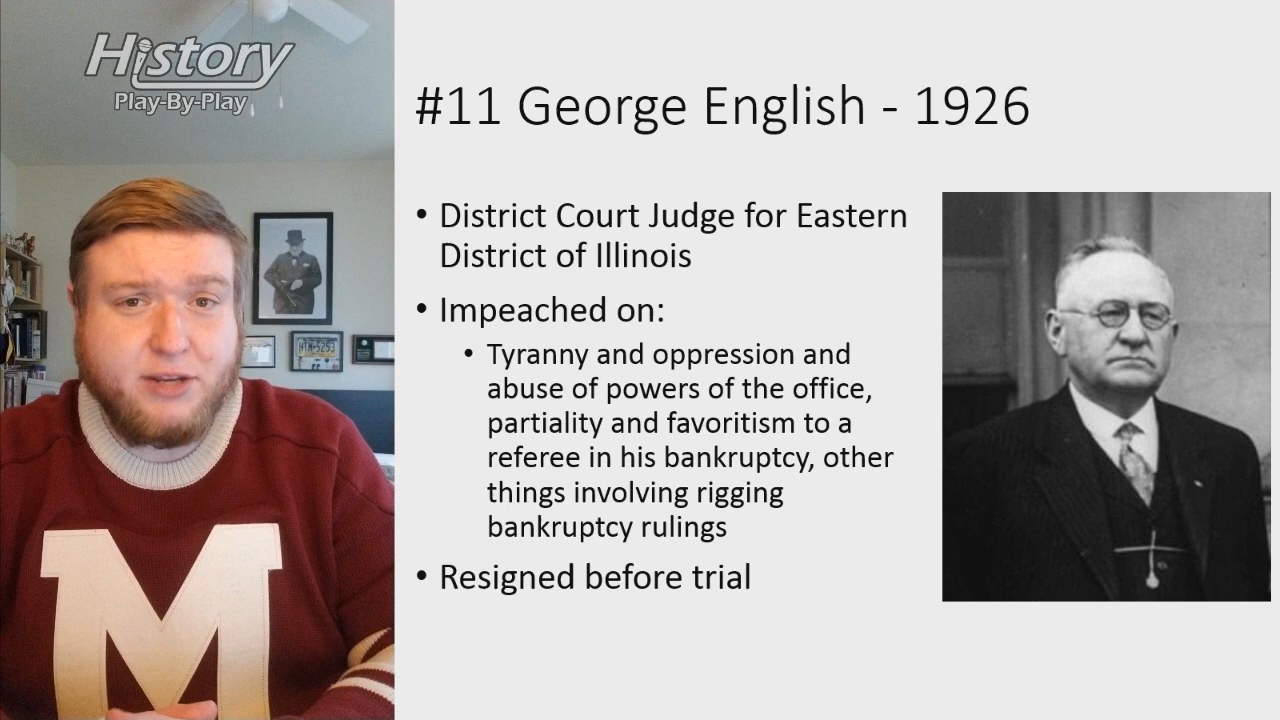 History
Play-By-Play
#11 George English - 1926
• District Court Judge for Eastern
District of Illinois
• Impeached on:
• Tyranny and oppression and
abuse of powers of the office,
partiality and favoritism to a
referee in his bankruptcy, other
things involving rigging
bankruptcy rulings
• Resigned before trial
M